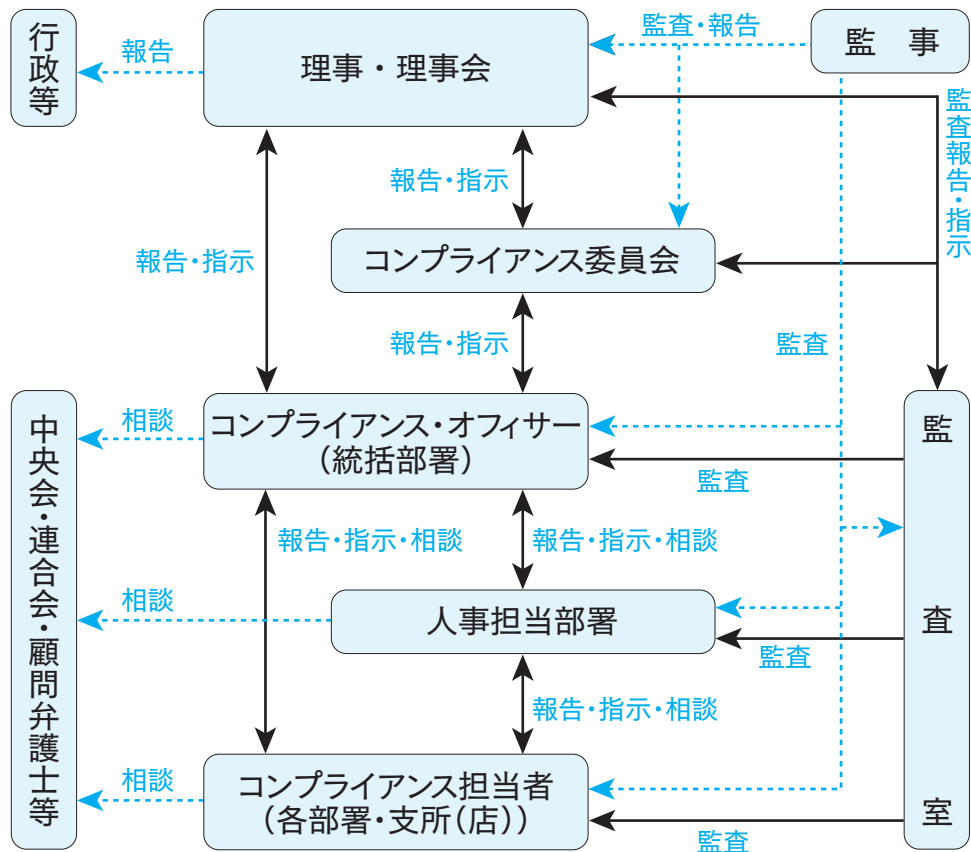 行政等
報告
理事・理事会
監査・報告
監　事
監査報告・指示
報告・指示
報告・指示
コンプライアンス委員会
報告・指示
監査
中央会・連合会・顧問弁護士等
相談
コンプライアンス・オフィサー
（統括部署）
監査
監査室
報告・指示・相談
報告・指示・相談
相談
人事担当部署
監査
報告・指示・相談
相談
コンプライアンス担当者
（各部署・支所（店））
監査